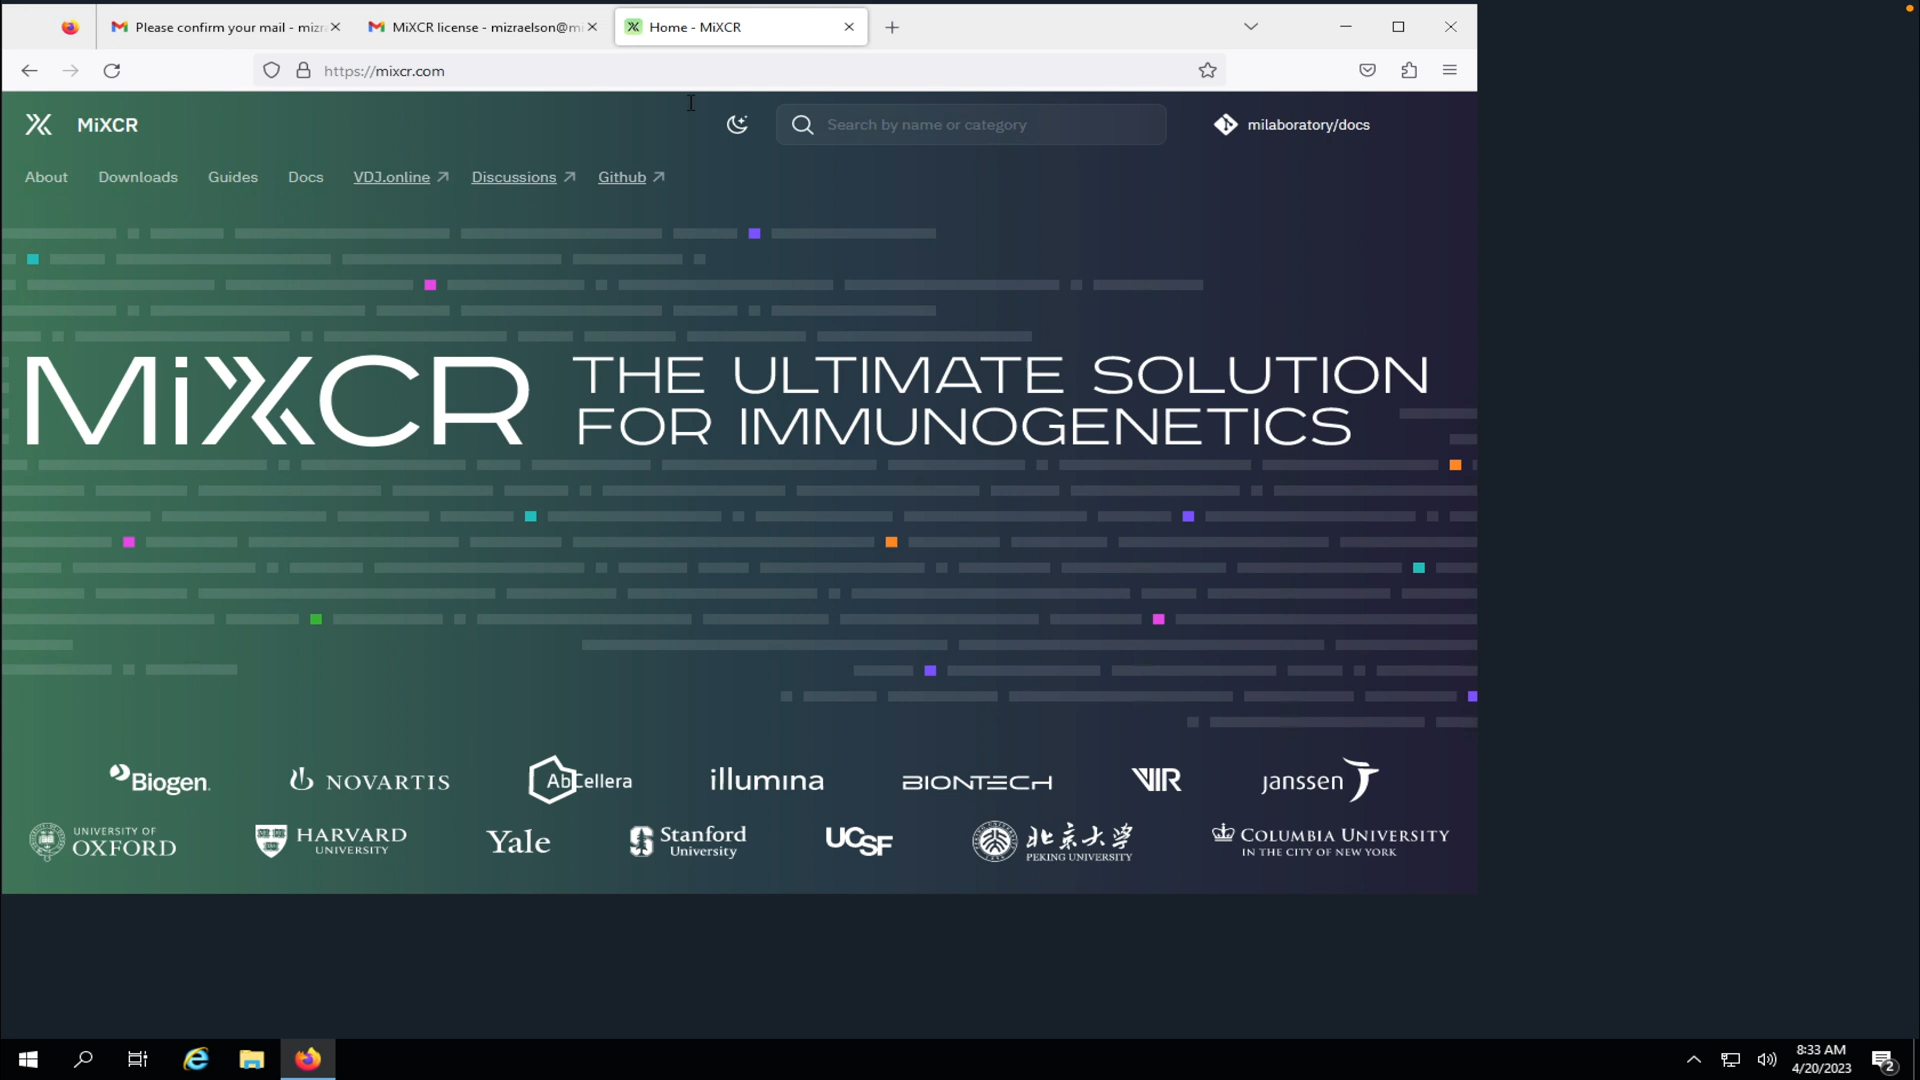 Please confirm your mail - mizr
MiXCR license - mizraelson@mi
Home - MiXCR
https://mixcr.com
MiXCR
Search by name or category
milaboratory/docs
About
Downloads
Guides
Docs
VDJ.online
Discussions
Github
MiXCR
THE ULTIMATE SOLUTION
FOR IMMUNOGENETICS
Biogen.
NOVARTIS
AbCellera
illumina
BIONTECH
VIR
janssen
UNIVERSITY OF
OXFORD
HARVARD
UNIVERSITY
Yale
Stanford
University
UCSF
北京大学
PEKING UNIVERSITY
COLUMBIA UNIVERSITY
IN THE CITY OF NEW YORK
8:33 AM
4/20/2023
2